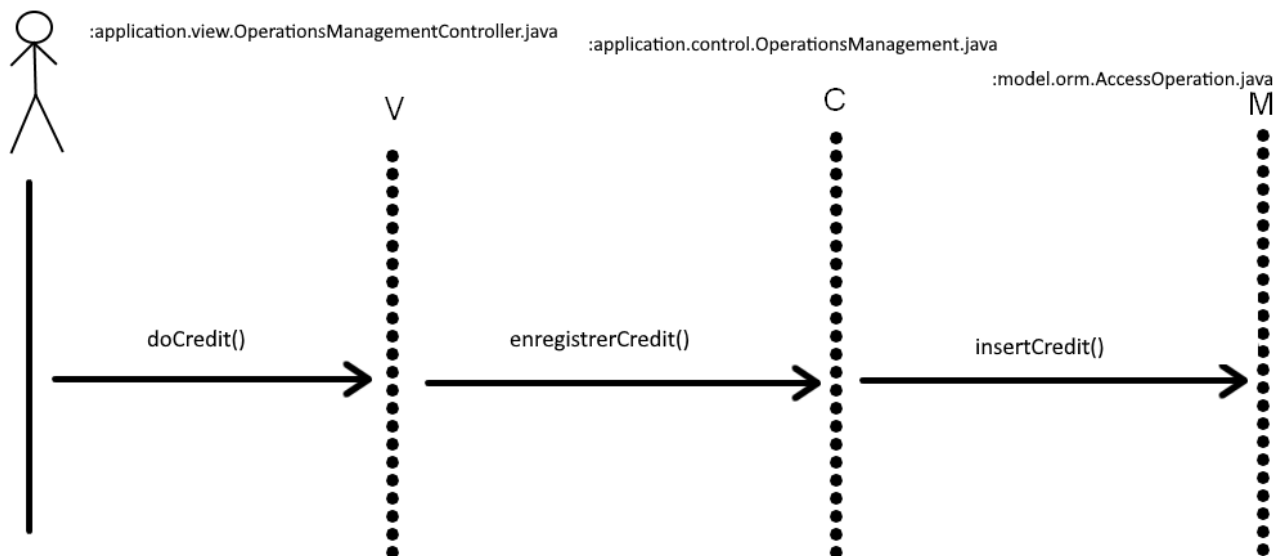 :application.view.OperationsManagementController.java
:application.control.OperationsManagement.java
:model.orm.AccessOperation.java
V
C
M
doCredit()
enregistrerCredit()
insertCredit()